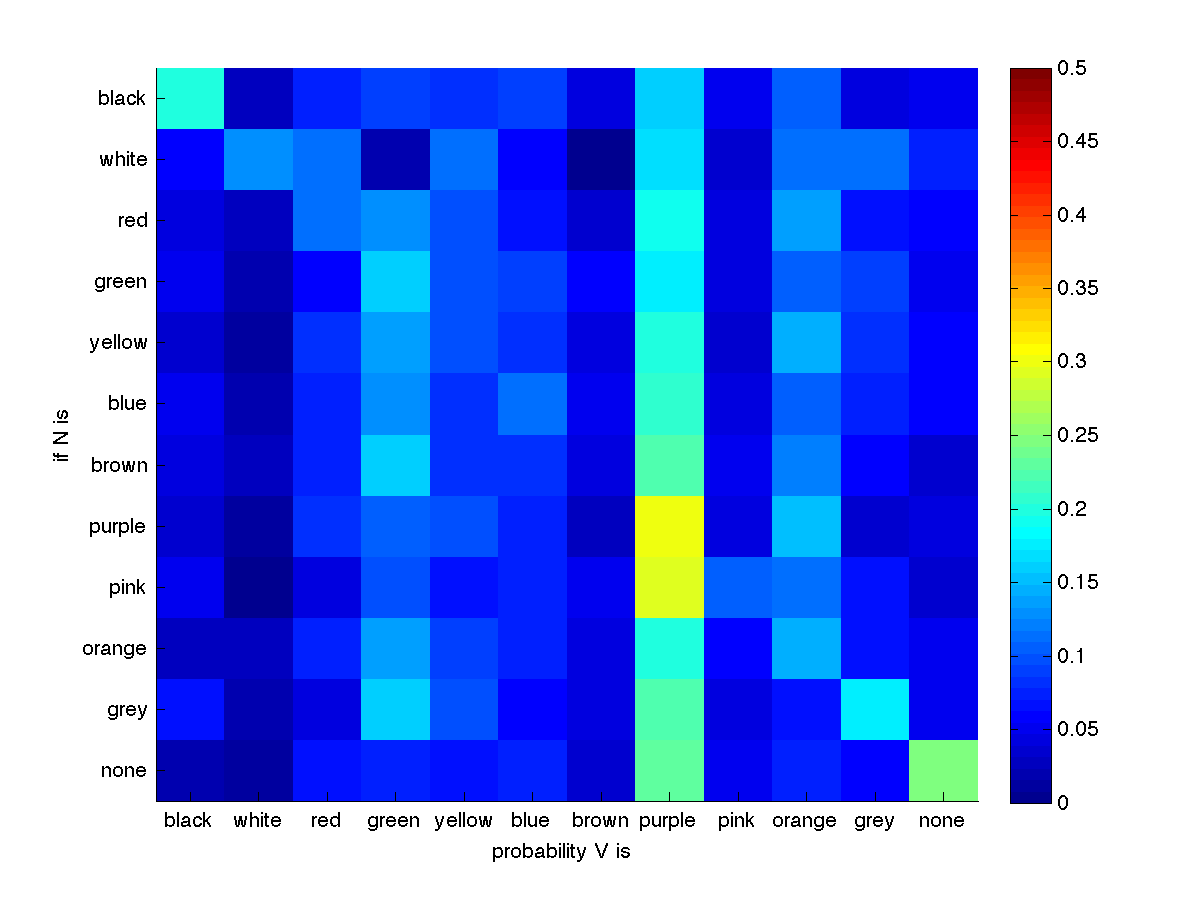 if N is
black
white
red
green
yellow
blue
brown
purple
pink
orange
grey
none
black white red green yellow blue brown purple pink orange grey none
probability V is
0.5
0.45
0.4
0.35
0.3
0.25
0.2
0.15
0.1
0.05
0